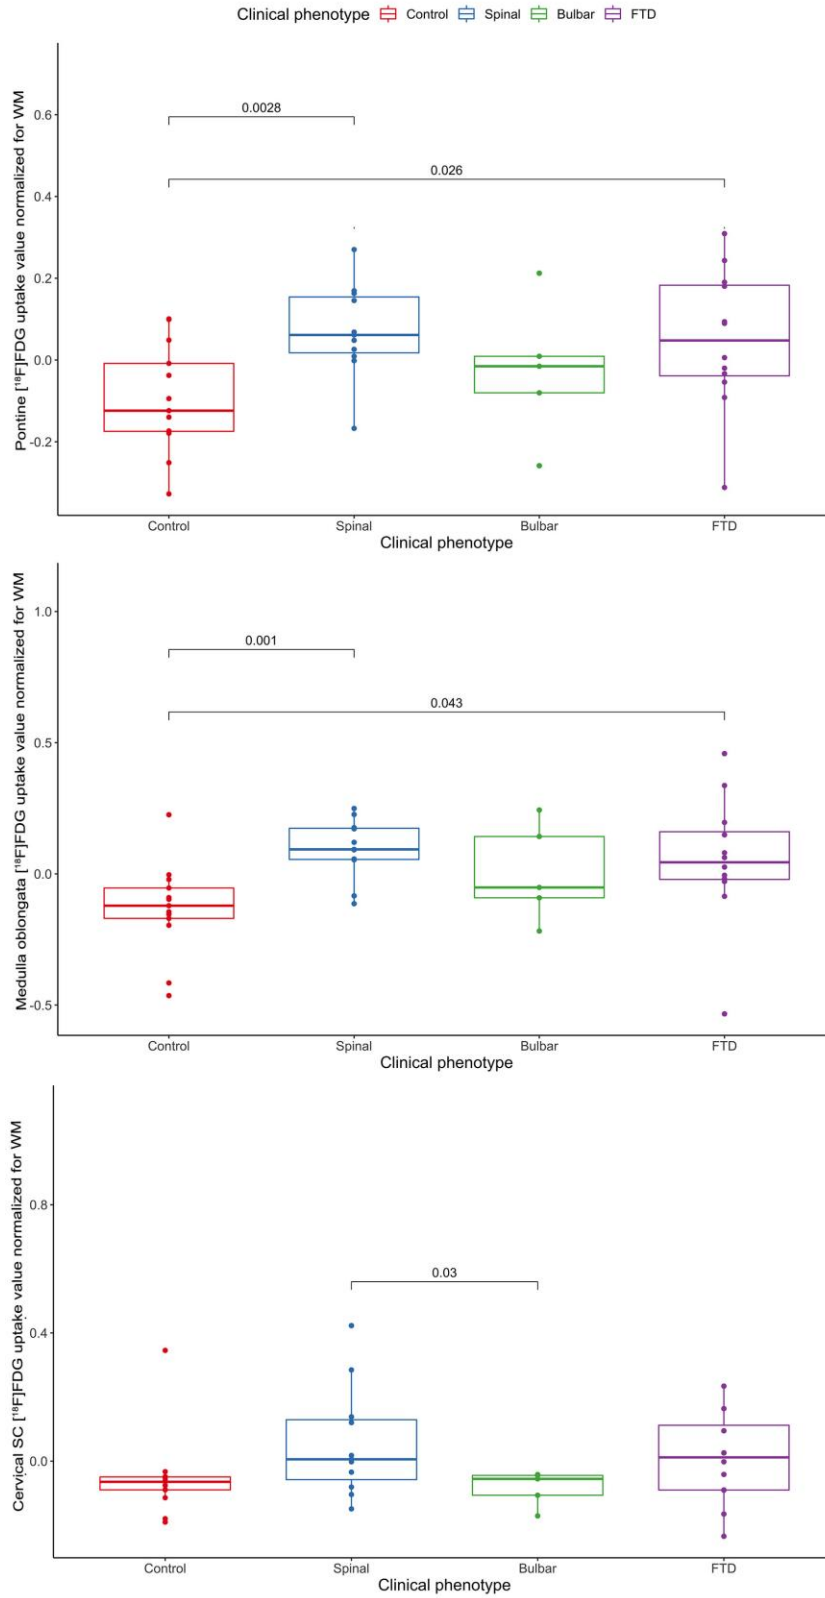 Clinical phenotype Control Spinal Bulbar FTD
Pontine [¹⁸F]FDG uptake value normalized for WM
0.6
0.4
0.2
0.0
-0.2
0.0028
0.026
Control Spinal Bulbar FTD
Clinical phenotype
Medulla oblongata [¹⁸F]FDG uptake value normalized for WM
1.0
0.5
0.0
-0.5
0.001
0.043
Control Spinal Bulbar FTD
Clinical phenotype
Cervical SC [¹⁸F]FDG uptake value normalized for WM
0.8
0.4
0.0
0.03
Control Spinal Bulbar FTD
Clinical phenotype